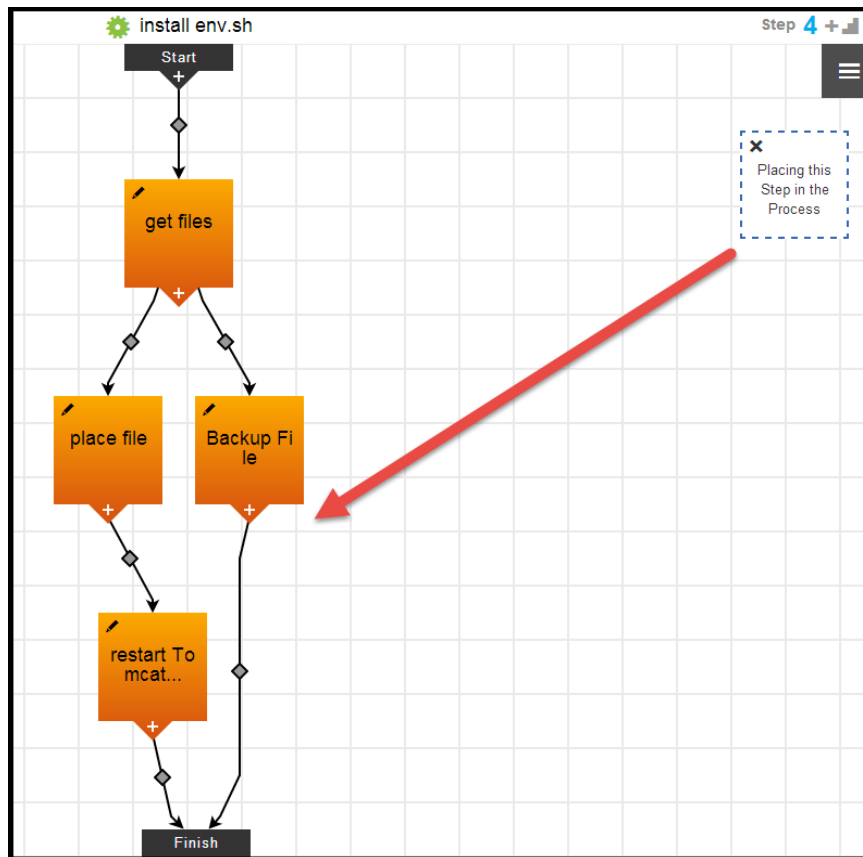 install env.sh
Step 4
Start
Placing this
Step in the
Process
get files
place file
Backup Fi
le
restart To
mcat...
Finish